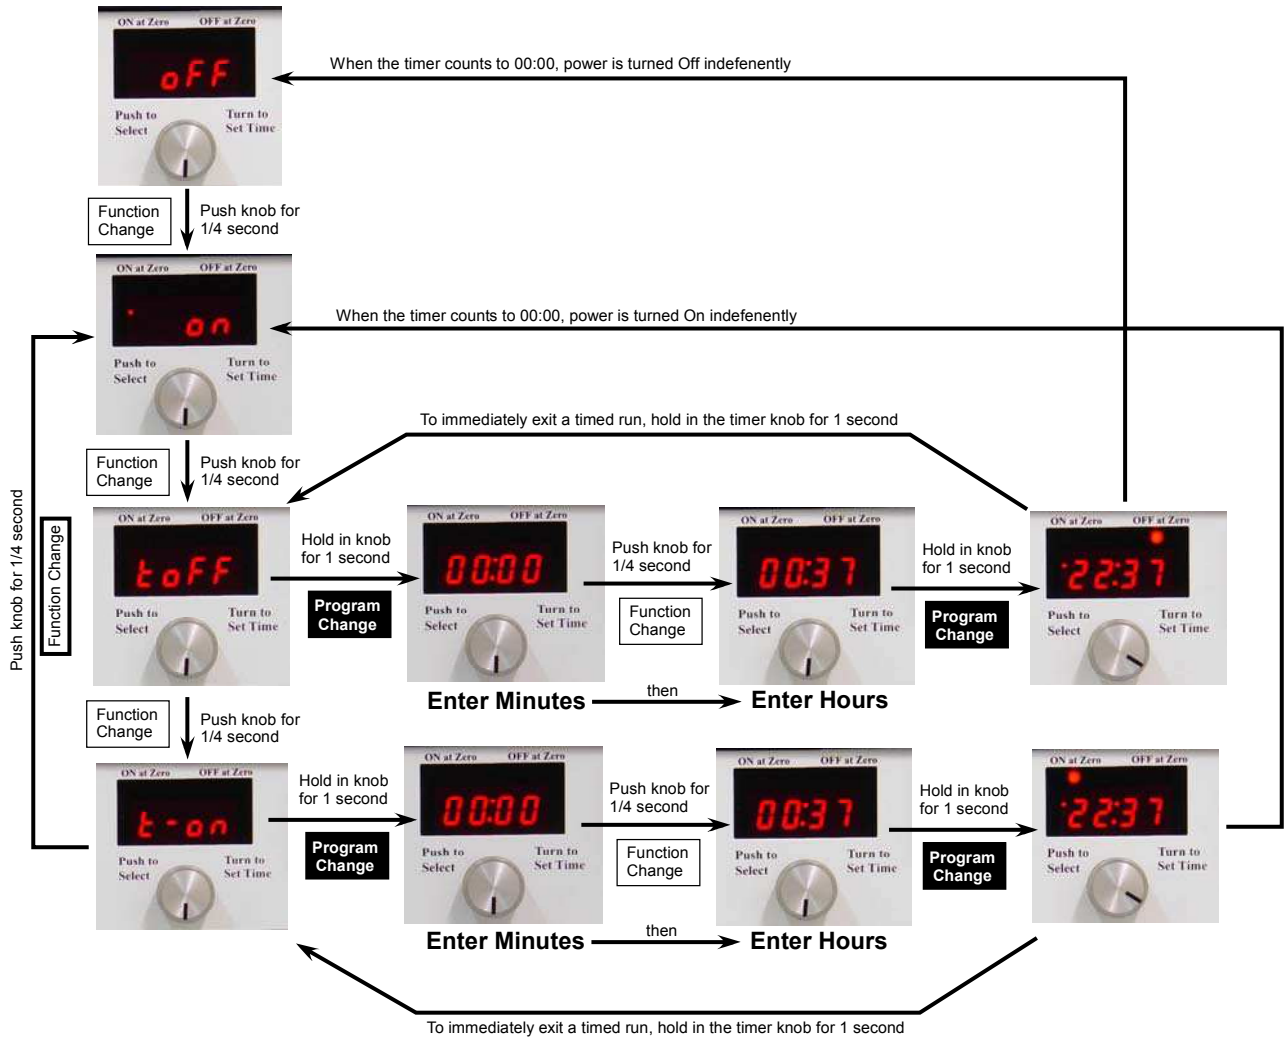 ON at Zero OFF at Zero
oFF
When the timer counts to 00:00, power is turned Off indefenently
Push to Select
Turn to Set Time
Function Change
Push knob for 1/4 second
ON at Zero OFF at Zero
on
When the timer counts to 00:00, power is turned On indefenently
Push to Select
Turn to Set Time
To immediately exit a timed run, hold in the timer knob for 1 second
Function Change
Push knob for 1/4 second
Push knob for 1/4 second
Function Change
ON at Zero OFF at Zero
toFF
Push to Select
Turn to Set Time
Hold in knob for 1 second
Program Change
ON at Zero OFF at Zero
00:00
Push to Select
Turn to Set Time
Push knob for 1/4 second
Function Change
ON at Zero OFF at Zero
00:37
Push to Select
Turn to Set Time
Hold in knob for 1 second
Program Change
ON at Zero OFF at Zero
22:37
Push to Select
Turn to Set Time
Enter Minutes then Enter Hours
Function Change
Push knob for 1/4 second
ON at Zero OFF at Zero
t-on
Push to Select
Turn to Set Time
Hold in knob for 1 second
Program Change
ON at Zero OFF at Zero
00:00
Push to Select
Turn to Set Time
Push knob for 1/4 second
Function Change
ON at Zero OFF at Zero
00:37
Push to Select
Turn to Set Time
Hold in knob for 1 second
Program Change
ON at Zero OFF at Zero
22:37
Push to Select
Turn to Set Time
Enter Minutes then Enter Hours
To immediately exit a timed run, hold in the timer knob for 1 second